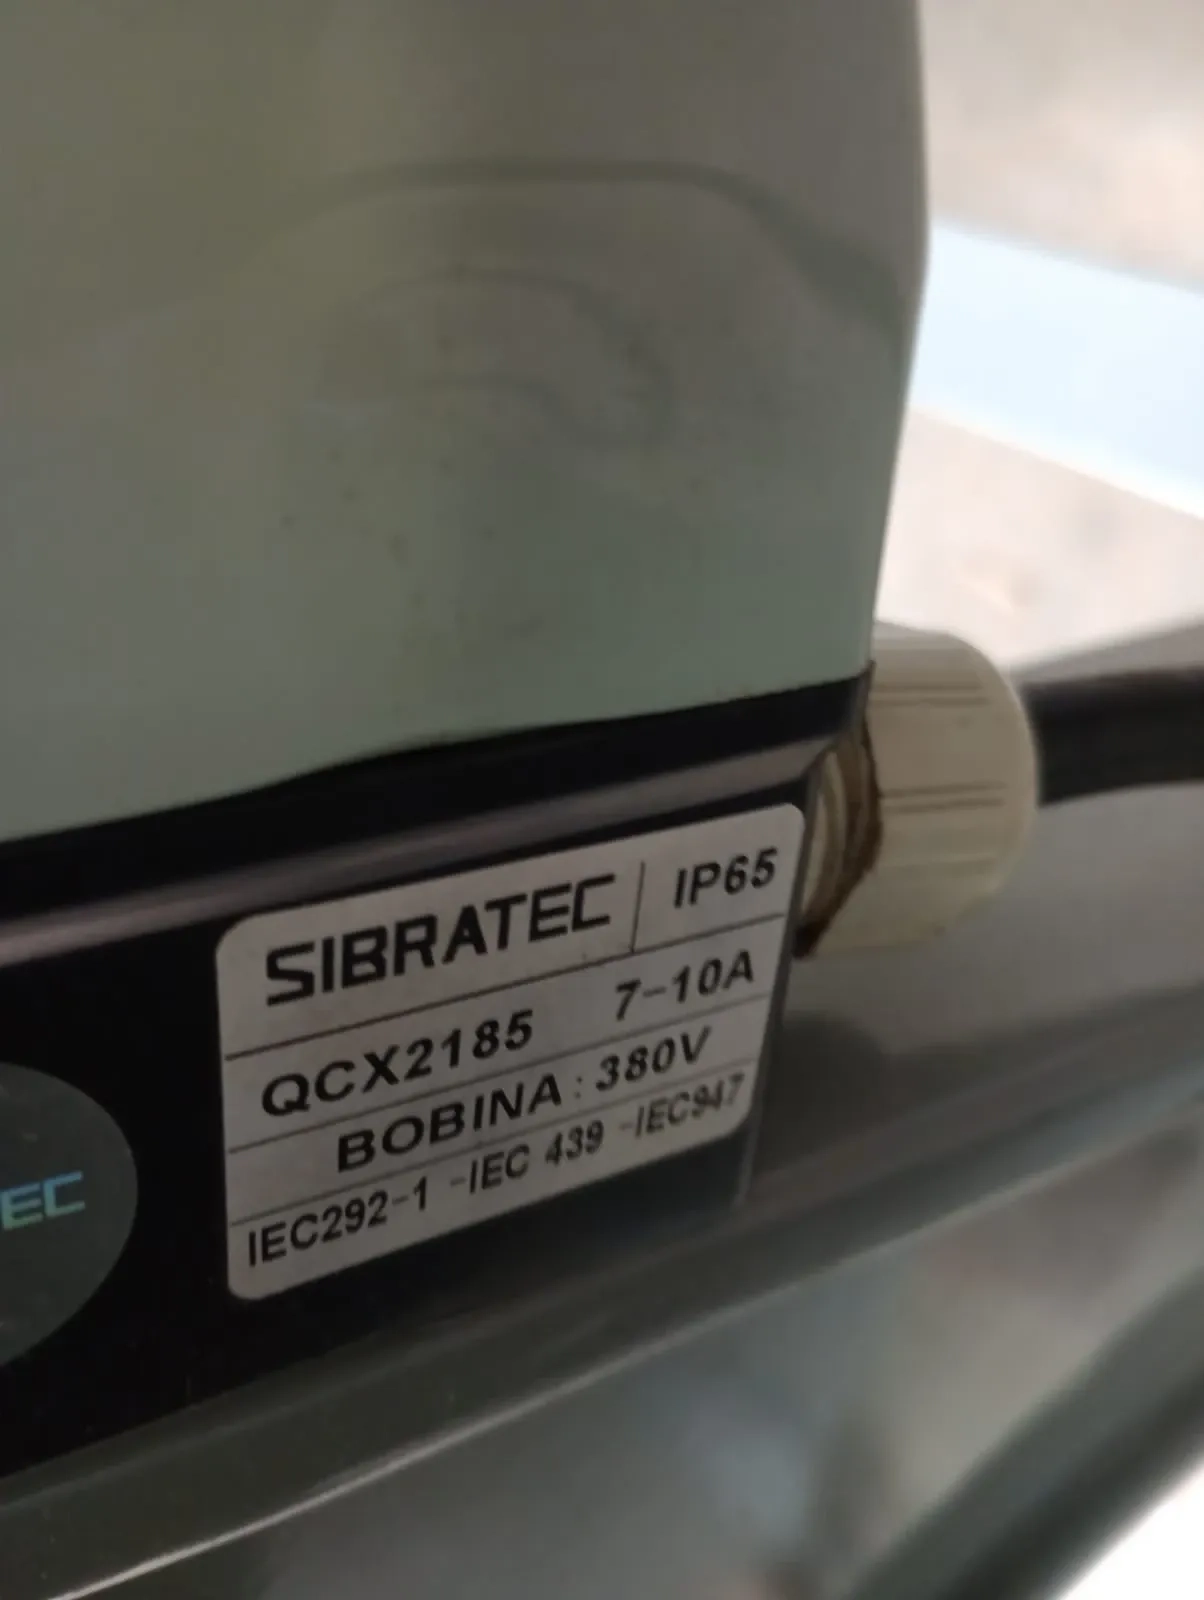 SIBRATEC IP65
QCX2185 7-10A
BOBINA: 380V
IEC292-1 -IEC 439 -IEC947
EC